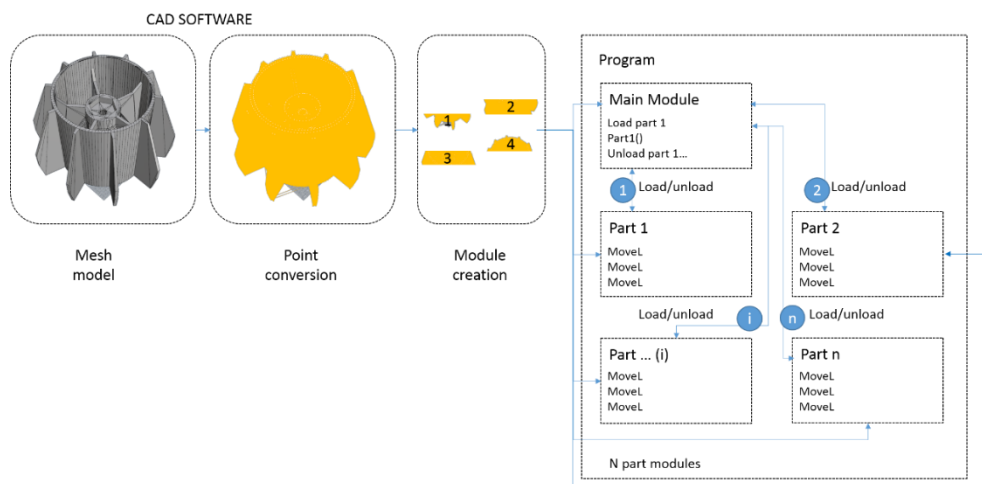 CAD SOFTWARE
Mesh
model
Point
conversion
1
2
3
4
Module
creation
Program
Main Module
Load part 1
Part1()
Unload part 1...
1 Load/unload
2 Load/unload
Part 1
MoveL
MoveL
MoveL
Part 2
MoveL
MoveL
MoveL
Load/unload i
n Load/unload
Part ... (i)
MoveL
MoveL
MoveL
Part n
MoveL
MoveL
MoveL
N part modules